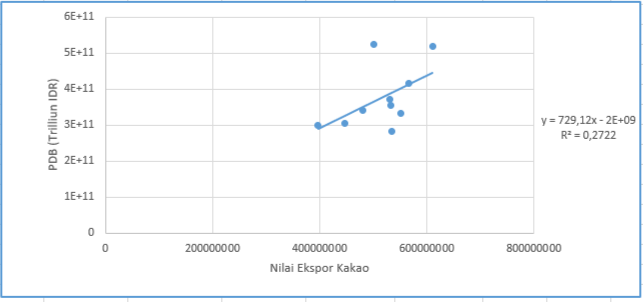 6E+11
5E+11
4E+11
3E+11
2E+11
1E+11
0
PDB (Trilliun IDR)
0 200000000 400000000 600000000 800000000
Nilai Ekspor Kakao
y = 729,12x - 2E+09
R² = 0,2722